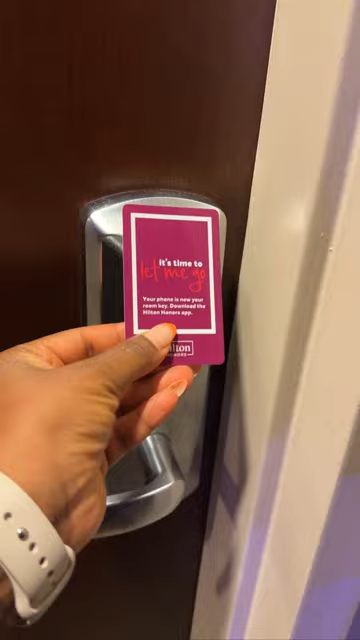 It's time to
let me go
Your phone is now your
room key. Download the
Hilton Honors app.